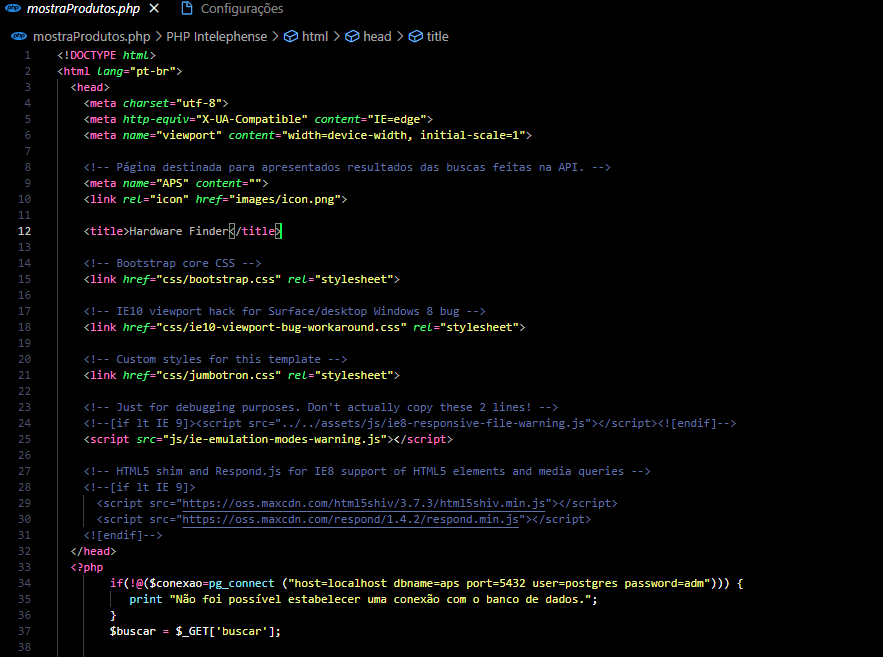 mostraProdutos.php Configurações
mostraProdutos.php > PHP Intelephense > html > head > title
1 <!DOCTYPE html>
2 <html lang="pt-br">
3 <head>
4 <meta charset="utf-8">
5 <meta http-equiv="X-UA-Compatible" content="IE=edge">
6 <meta name="viewport" content="width=device-width, initial-scale=1">
7
8 <!-- Página destinada para apresentados resultados das buscas feitas na API. -->
9 <meta name="APS" content="">
10 <link rel="icon" href="images/icon.png">
11
12 <title>Hardware Finder</title>
13
14 <!-- Bootstrap core CSS -->
15 <link href="css/bootstrap.css" rel="stylesheet">
16
17 <!-- IE10 viewport hack for Surface/desktop Windows 8 bug -->
18 <link href="css/ie10-viewport-bug-workaround.css" rel="stylesheet">
19
20 <!-- Custom styles for this template -->
21 <link href="css/jumbotron.css" rel="stylesheet">
22
23 <!-- Just for debugging purposes. Don't actually copy these 2 lines! -->
24 <!--[if lt IE 9]><script src="../../assets/js/ie8-responsive-file-warning.js"></script><![endif]-->
25 <script src="js/ie-emulation-modes-warning.js"></script>
26
27 <!-- HTML5 shim and Respond.js for IE8 support of HTML5 elements and media queries -->
28 <!--[if lt IE 9]>
29 <script src="https://oss.maxcdn.com/html5shiv/3.7.3/html5shiv.min.js"></script>
30 <script src="https://oss.maxcdn.com/respond/1.4.2/respond.min.js"></script>
31 <![endif]-->
32 </head>
33 <?php
34 if(!@($conexao=pg_connect ("host=localhost dbname=aps port=5432 user=postgres password=adm"))) {
35 print "Não foi possível estabelecer uma conexão com o banco de dados.";
36 }
37 $buscar = $_GET['buscar'];
38